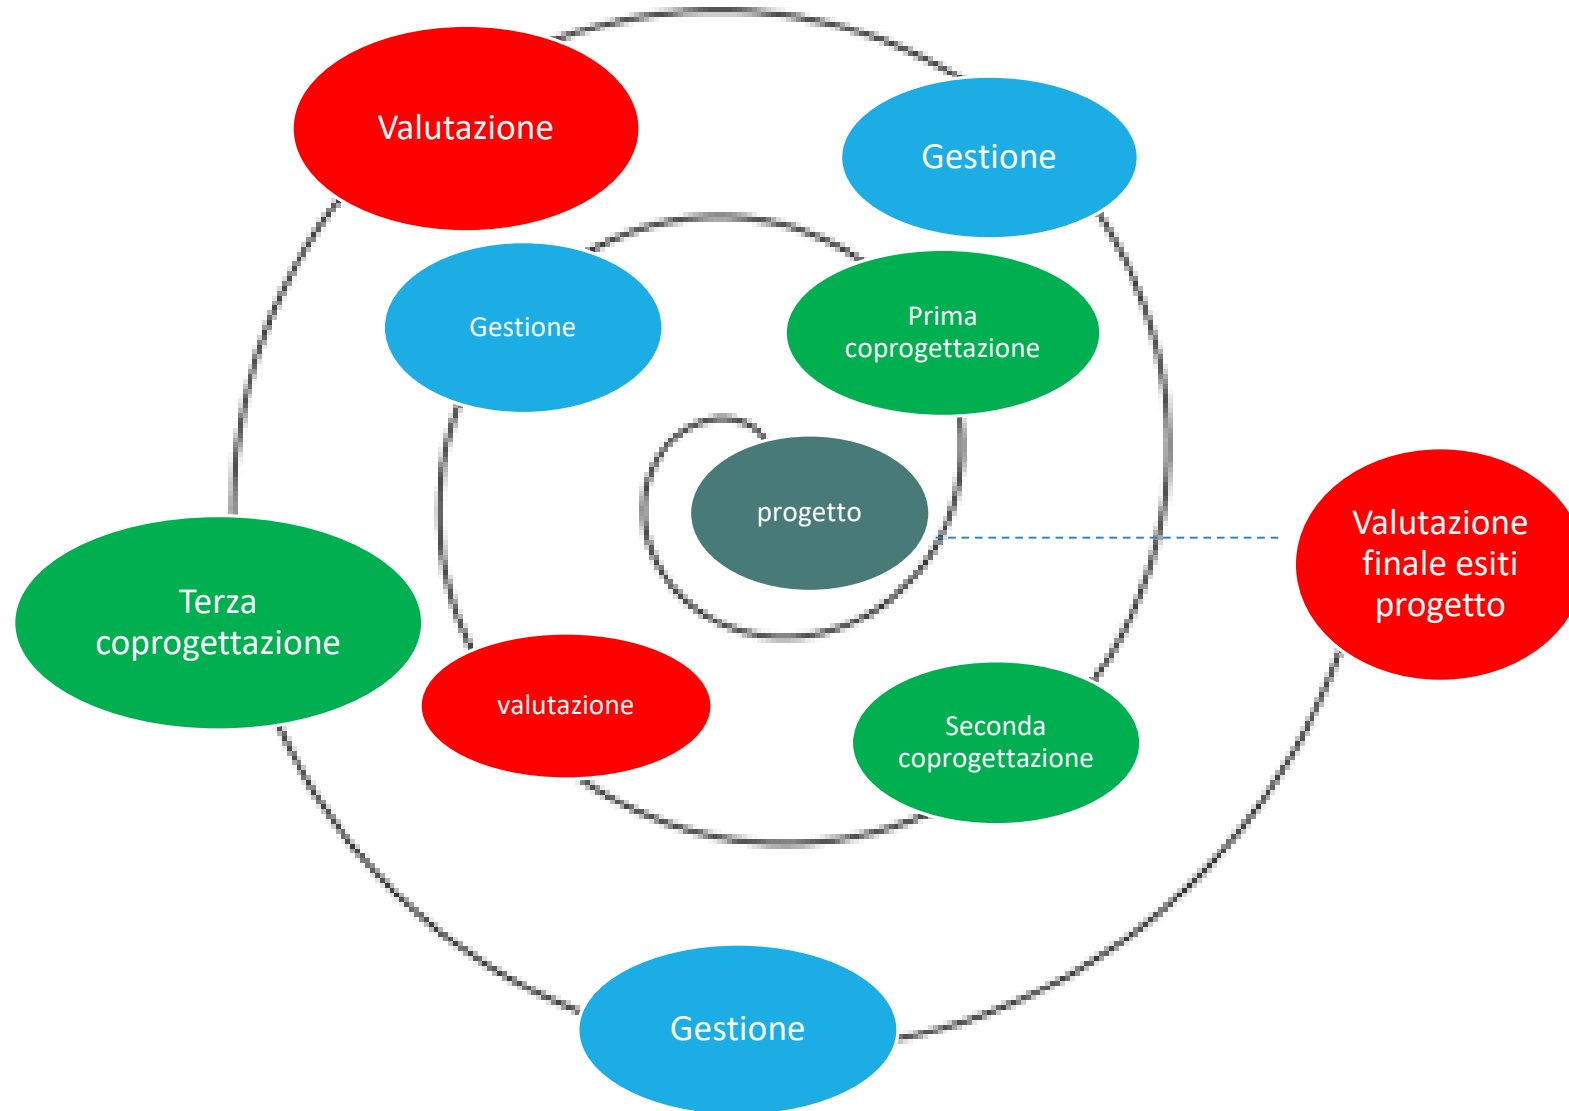 Valutazione
Gestione
Gestione
Prima
coprogettazione
progetto
Valutazione
finale esiti
progetto
Terza
coprogettazione
valutazione
Seconda
coprogettazione
Gestione